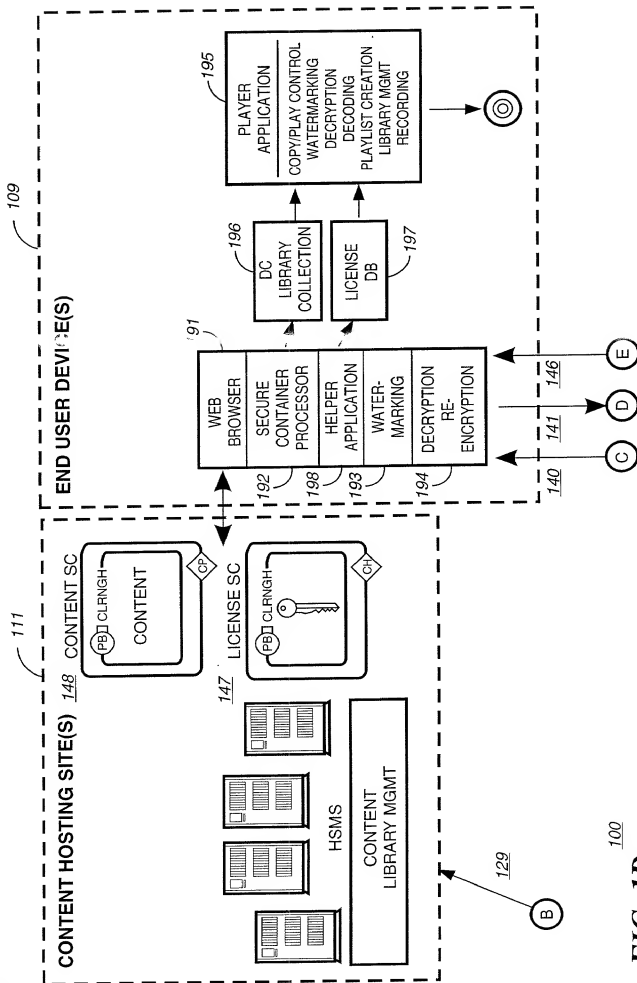 CONTENT HOSTING SITE(S)
111
148
CONTENT SC
PB
CLRNGH
CONTENT
CP
147
LICENSE SC
PB
CLRNGH
CH
HSMS
CONTENT
LIBRARY MGMT
129
B
END USER DEVICE(S)
109
191
WEB
BROWSER
SECURE
CONTAINER
PROCESSOR
HELPER
APPLICATION
WATER-
MARKING
DECRYPTION
RE-
ENCRYPTION
192
198
193
194
196
DC
LIBRARY
COLLECTION
197
LICENSE
DB
195
PLAYER
APPLICATION
COPY/PLAY CONTROL
WATERMARKING
DECRYPTION
DECODING
PLAYLIST CREATION
LIBRARY MGMT
RECORDING
140
141
146
C
D
E
100